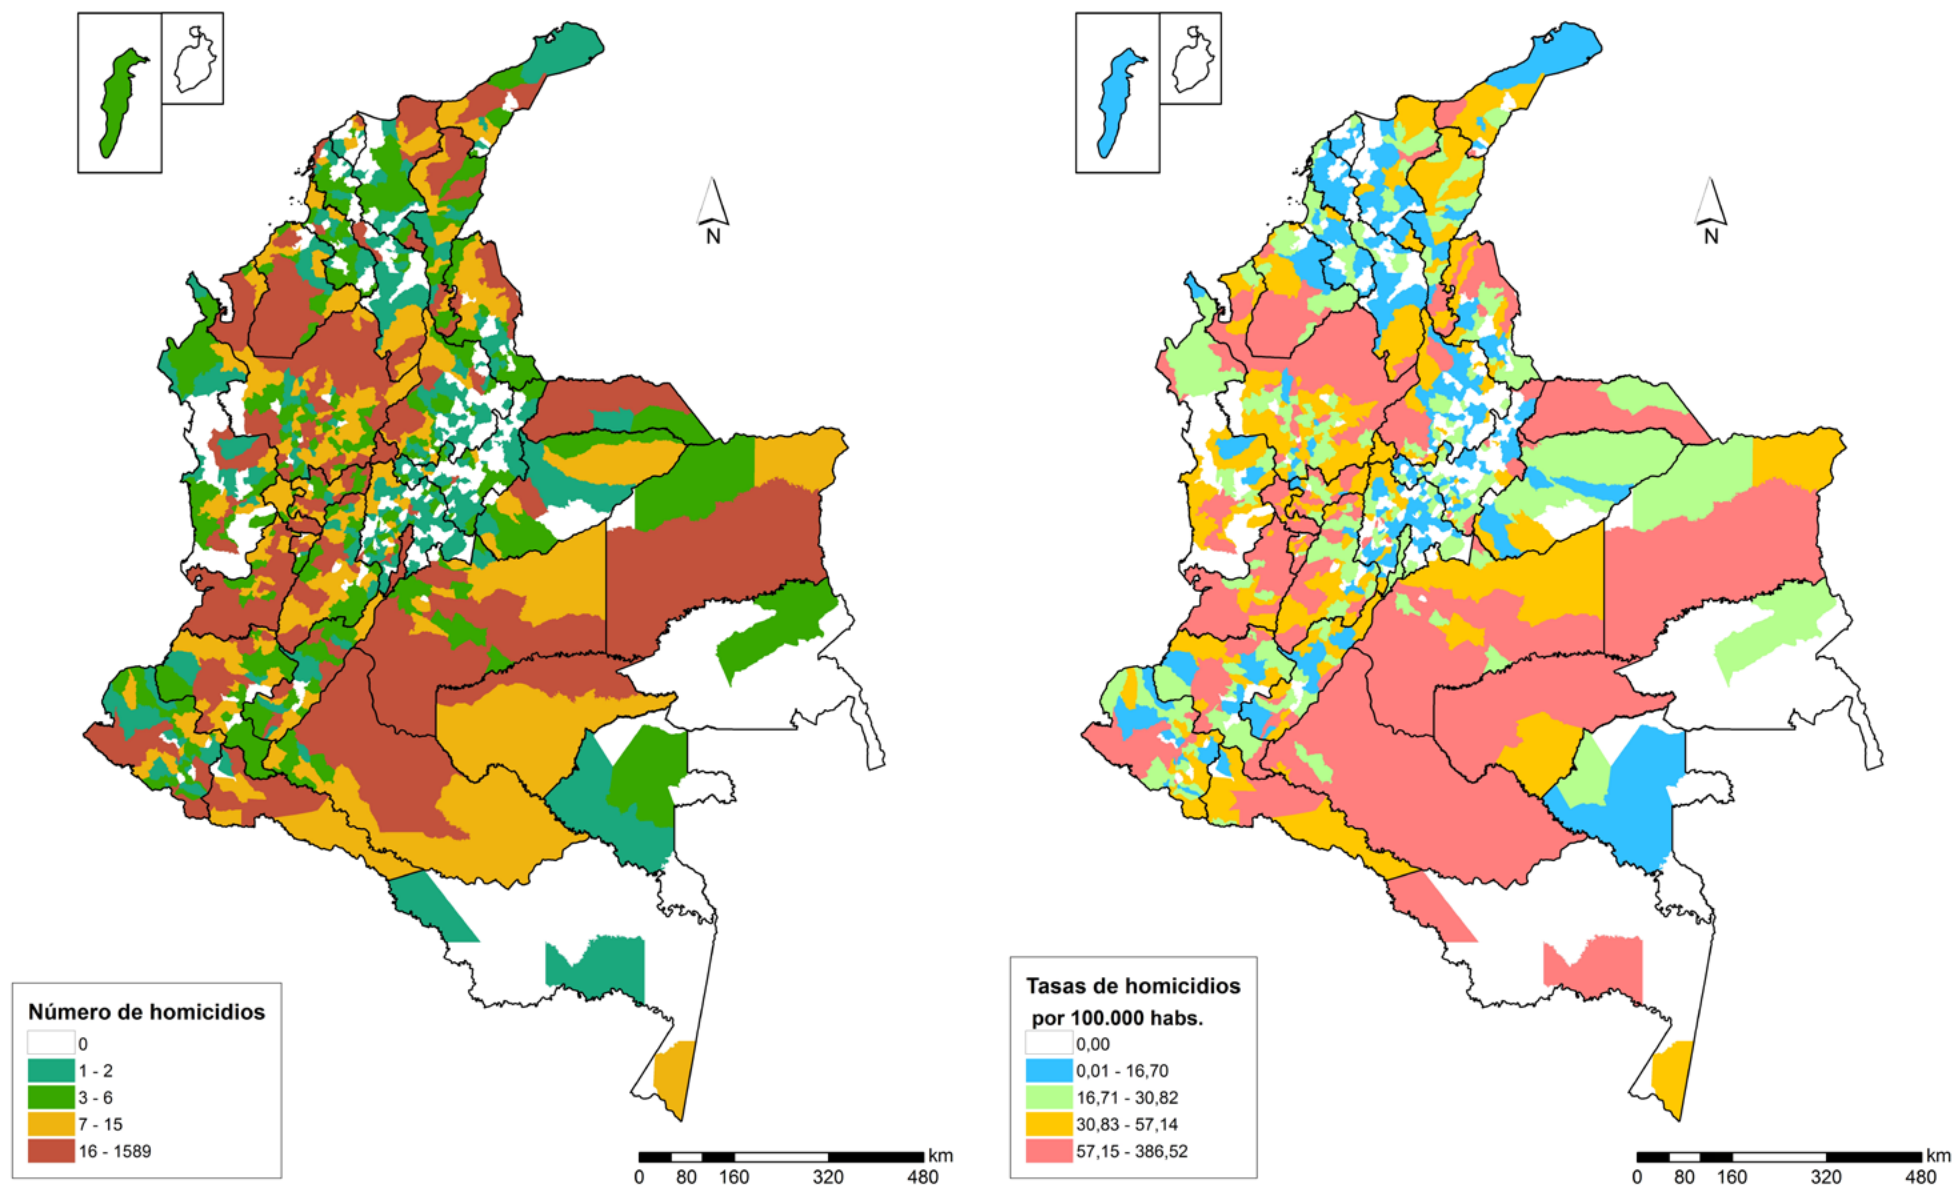 N
Número de homicidios
0
1 - 2
3 - 6
7 - 15
16 - 1589
km
0 80 160 320 480
N
Tasas de homicidios
por 100.000 habs.
0,00
0,01 - 16,70
16,71 - 30,82
30,83 - 57,14
57,15 - 386,52
km
0 80 160 320 480